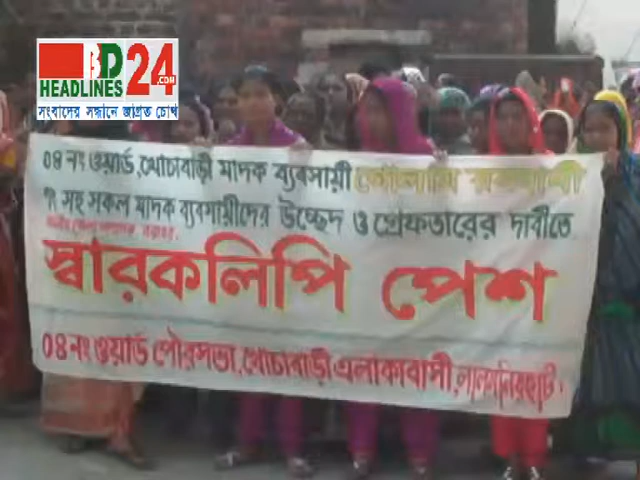 BD
HEADLINES 24 .COM
সংবাদের সন্ধানে জাগ্রত চোখ
০৪ নং ওয়ার্ড, খোচাবাড়ী মাদক ব্যবসায়ী
সহ সকল মাদক ব্যবসায়ীদের উচ্ছেদ ও গ্রেফতারের দাবীতে
স্বারকলিপি পেশ
০৪ নং ওয়ার্ড পৌরসভা, খোচাবাড়ী এলাকাবাসী, লালমনিরহাট।